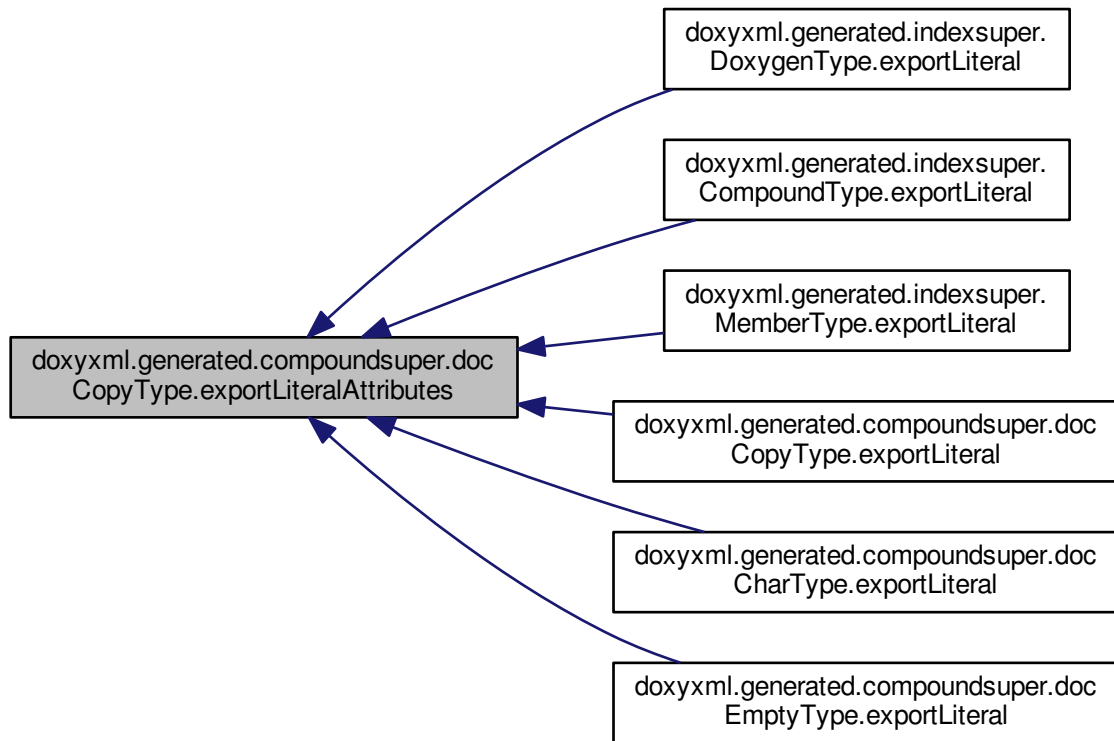 doxyxml.generated.indexsuper.
DoxygenType.exportLiteral
doxyxml.generated.indexsuper.
CompoundType.exportLiteral
doxyxml.generated.indexsuper.
MemberType.exportLiteral
doxyxml.generated.compoundsuper.doc
CopyType.exportLiteralAttributes
doxyxml.generated.compoundsuper.doc
CopyType.exportLiteral
doxyxml.generated.compoundsuper.doc
CharType.exportLiteral
doxyxml.generated.compoundsuper.doc
EmptyType.exportLiteral